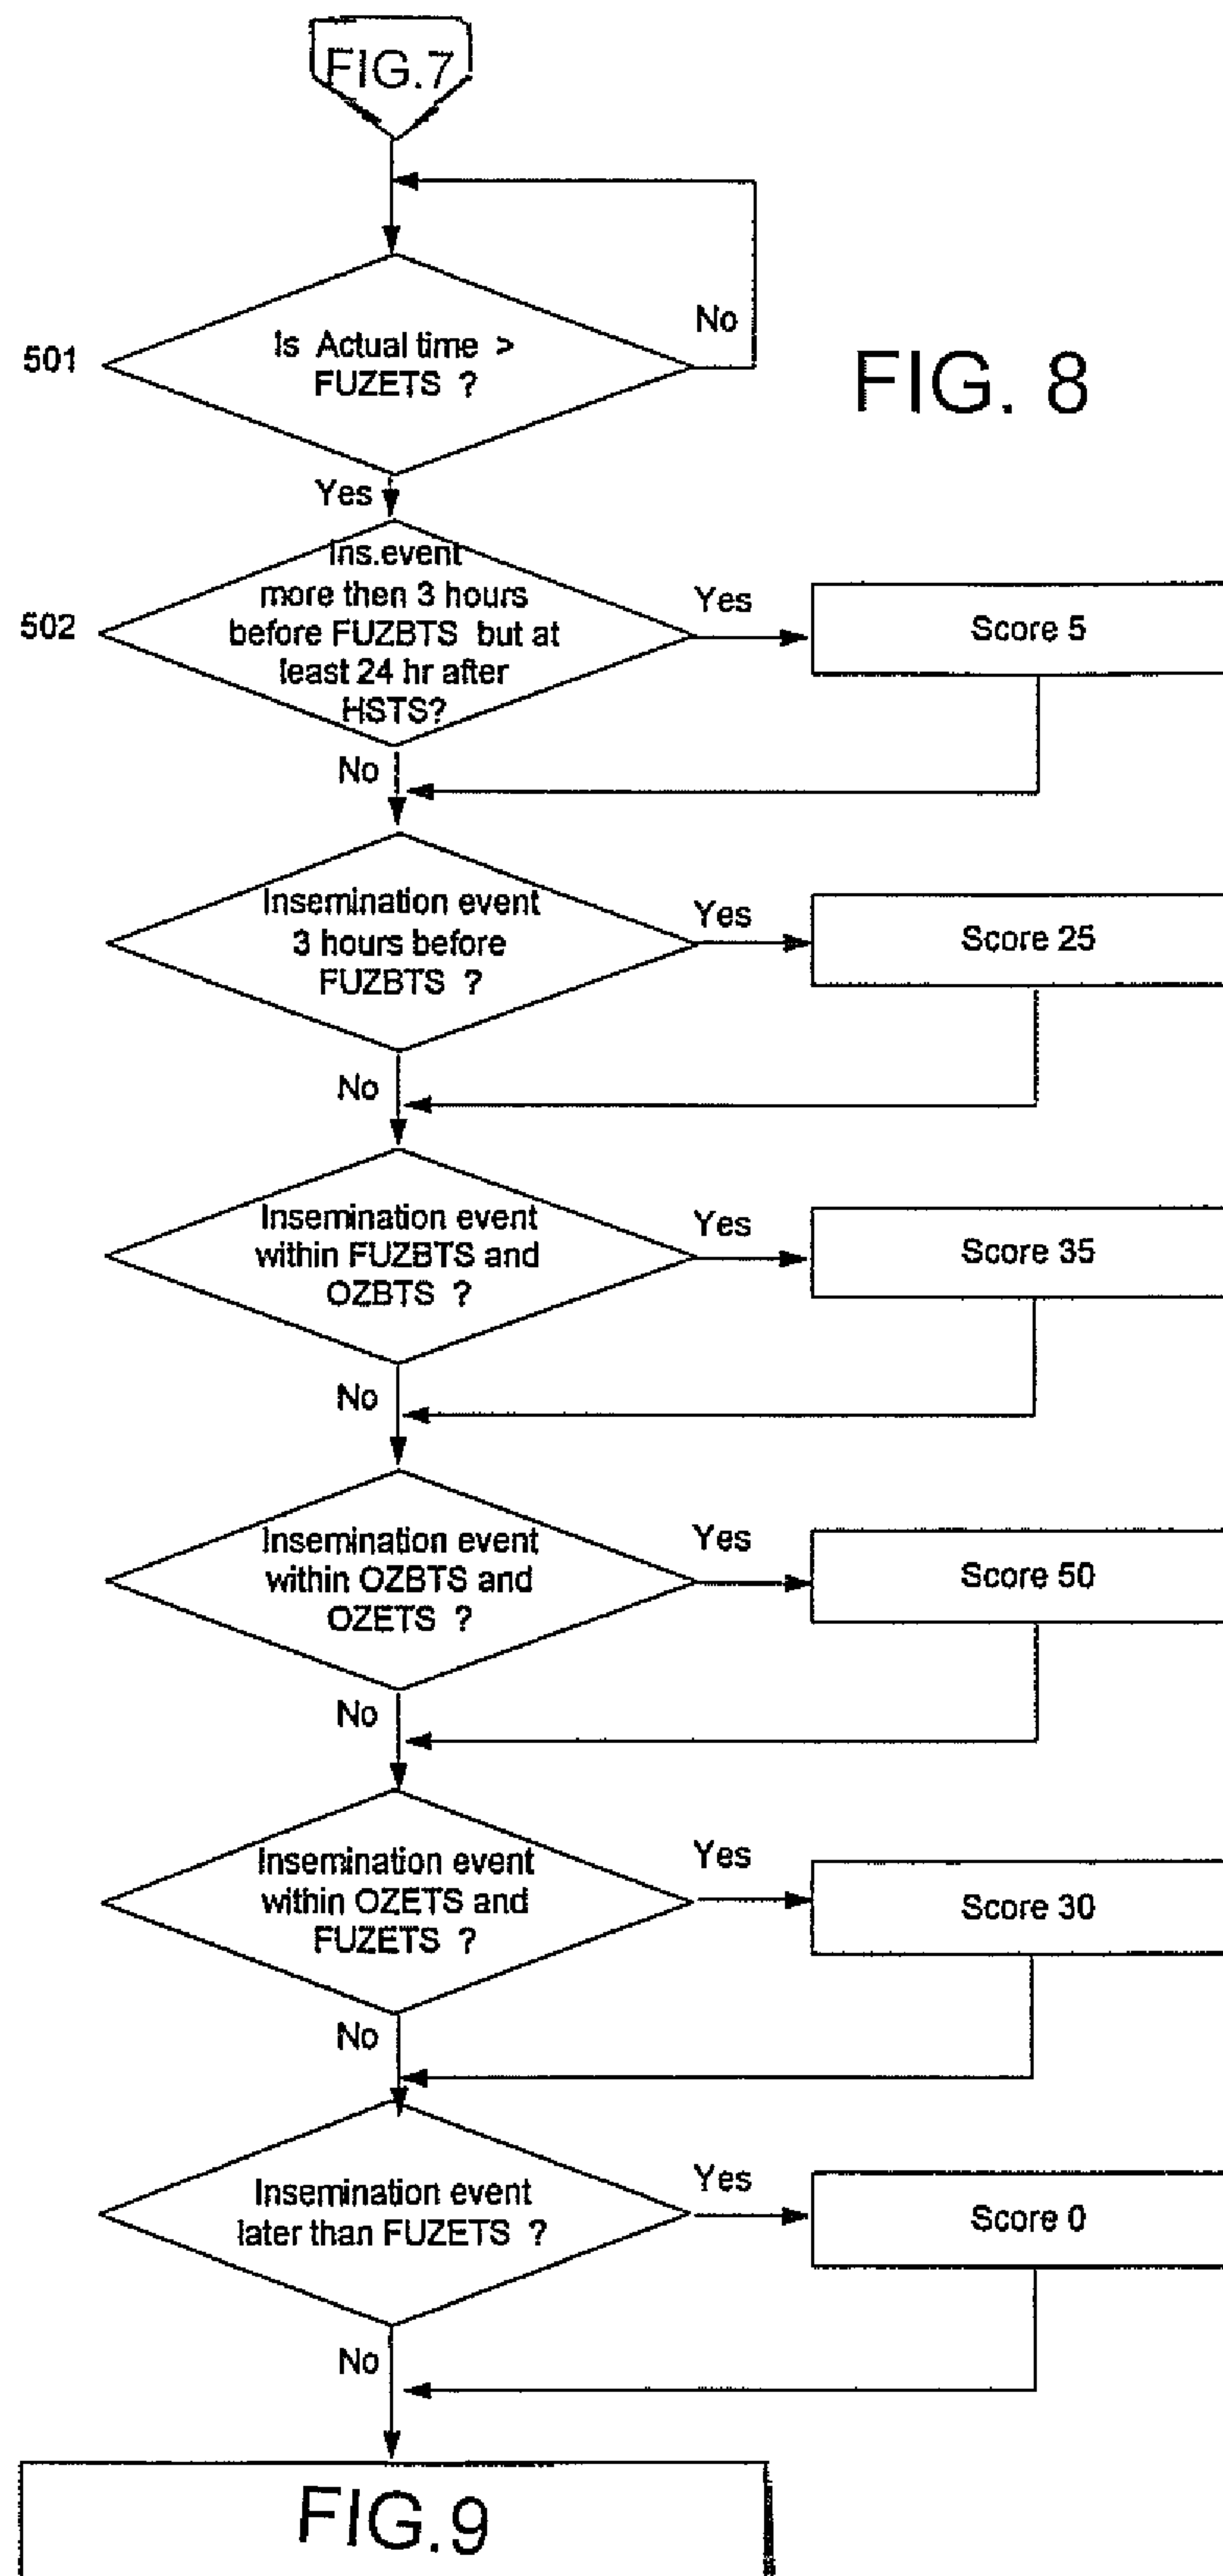 FIG.7
No
501
Is Actual time >
FUZETS ?
FIG. 8
Yes
Ins.event
more then 3 hours
before FUZBTS but at
least 24 hr after
HSTS?
502
Yes
Score 5
No
Insemination event
3 hours before
FUZBTS ?
Yes
Score 25
No
Insemination event
within FUZBTS and
OZBTS ?
Yes
Score 35
No
Insemination event
within OZBTS and
OZETS ?
Yes
Score 50
No
Insemination event
within OZETS and
FUZETS ?
Yes
Score 30
No
Insemination event
later than FUZETS ?
Yes
Score 0
No
FIG.9